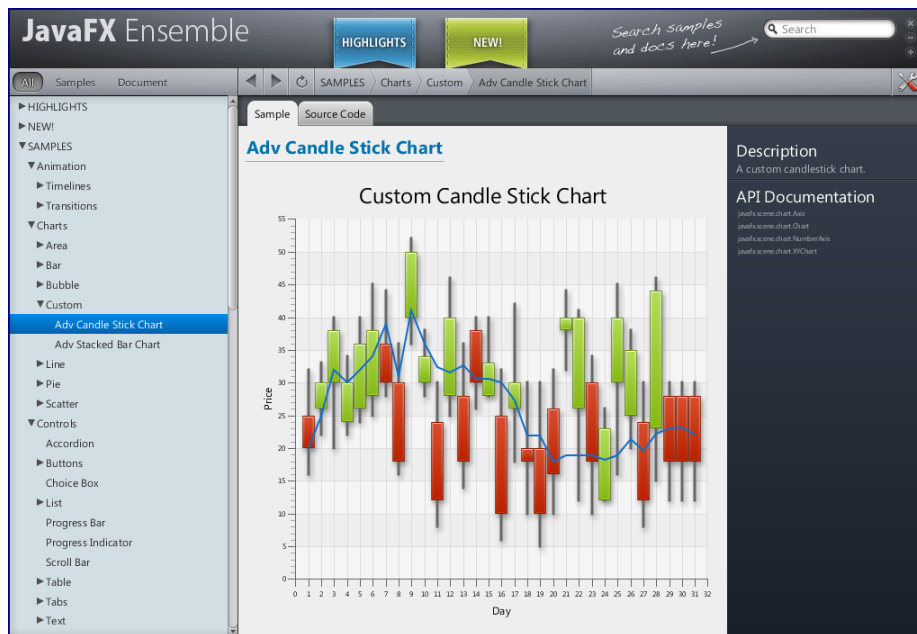 JavaFX Ensemble
HIGHLIGHTS
NEW!
Search samples
and docs here!
Search
All
Samples
Document
SAMPLES
Charts
Custom
Adv Candle Stick Chart
HIGHLIGHTS
NEW!
SAMPLES
Animation
Timelines
Transitions
Charts
Area
Bar
Bubble
Custom
Adv Candle Stick Chart
Adv Stacked Bar Chart
Line
Pie
Scatter
Controls
Accordion
Buttons
Choice Box
List
Progress Bar
Progress Indicator
Scroll Bar
Table
Tabs
Text
Sample
Source Code
Adv Candle Stick Chart
Custom Candle Stick Chart
55
50
45
40
35
30
25
20
15
10
5
0
Price
0 1 2 3 4 5 6 7 8 9 10 11 12 13 14 15 16 17 18 19 20 21 22 23 24 25 26 27 28 29 30 31 32
Day
Description
A custom candlestick chart.
API Documentation
javafx.scene.chart.Axis
javafx.scene.chart.Chart
javafx.scene.chart.NumberAxis
javafx.scene.chart.XYChart